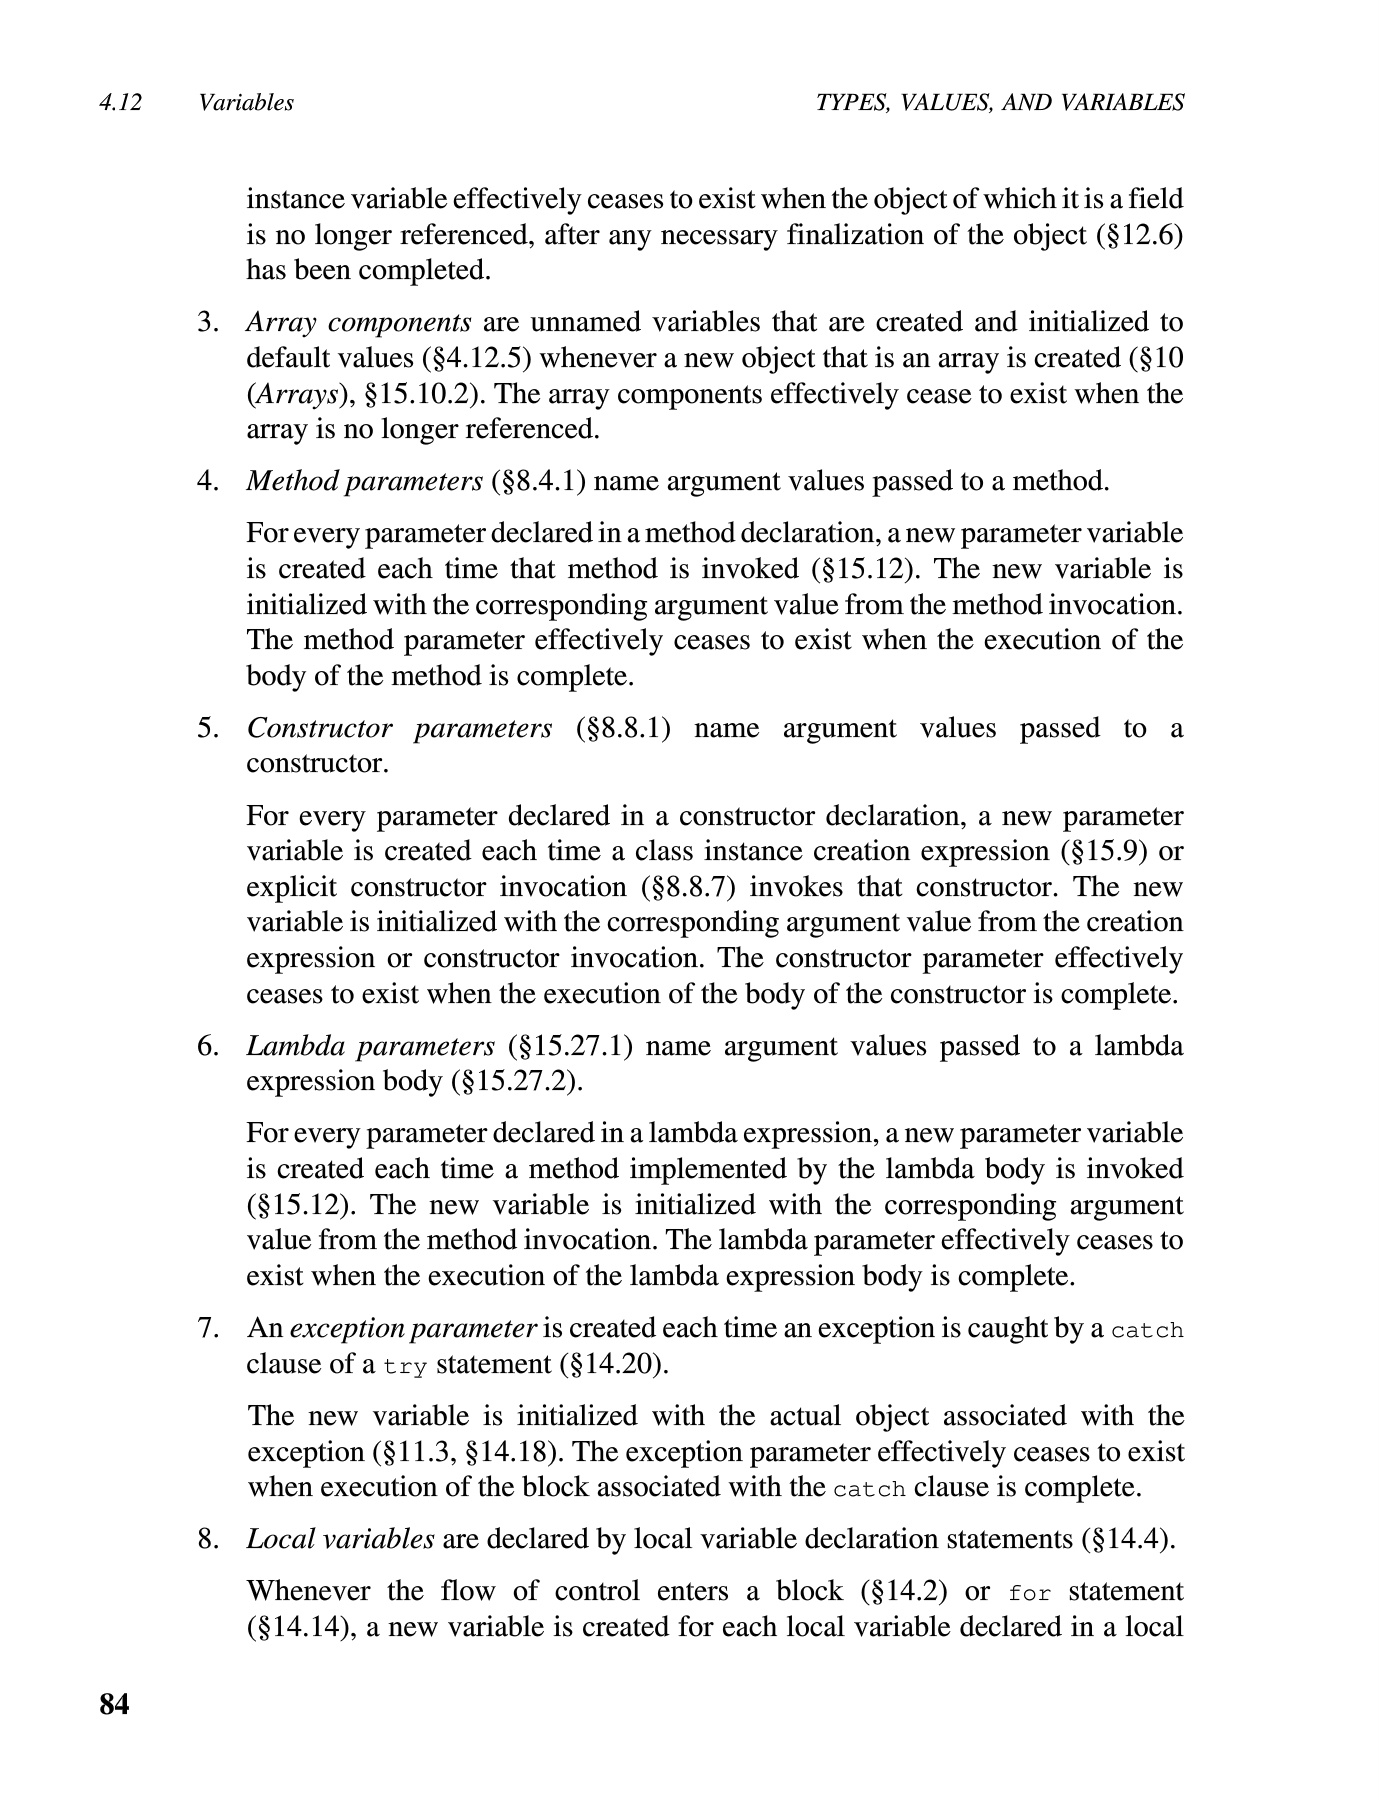 4.12 Variables TYPES, VALUES, AND VARIABLES
instance variable effectively ceases to exist when the object of which it is a field
is no longer referenced, after any necessary finalization of the object (§12.6)
has been completed.
3. Array components are unnamed variables that are created and initialized to
default values (§4.12.5) whenever a new object that is an array is created (§10
(Arrays), §15.10.2). The array components effectively cease to exist when the
array is no longer referenced.
4. Method parameters (§8.4.1) name argument values passed to a method.
For every parameter declared in a method declaration, a new parameter variable
is created each time that method is invoked (§15.12). The new variable is
initialized with the corresponding argument value from the method invocation.
The method parameter effectively ceases to exist when the execution of the
body of the method is complete.
5. Constructor parameters (§8.8.1) name argument values passed to a
constructor.
For every parameter declared in a constructor declaration, a new parameter
variable is created each time a class instance creation expression (§15.9) or
explicit constructor invocation (§8.8.7) invokes that constructor. The new
variable is initialized with the corresponding argument value from the creation
expression or constructor invocation. The constructor parameter effectively
ceases to exist when the execution of the body of the constructor is complete.
6. Lambda parameters (§15.27.1) name argument values passed to a lambda
expression body (§15.27.2).
For every parameter declared in a lambda expression, a new parameter variable
is created each time a method implemented by the lambda body is invoked
(§15.12). The new variable is initialized with the corresponding argument
value from the method invocation. The lambda parameter effectively ceases to
exist when the execution of the lambda expression body is complete.
7. An exception parameter is created each time an exception is caught by a catch
clause of a try statement (§14.20).
The new variable is initialized with the actual object associated with the
exception (§11.3, §14.18). The exception parameter effectively ceases to exist
when execution of the block associated with the catch clause is complete.
8. Local variables are declared by local variable declaration statements (§14.4).
Whenever the flow of control enters a block (§14.2) or for statement
(§14.14), a new variable is created for each local variable declared in a local
84